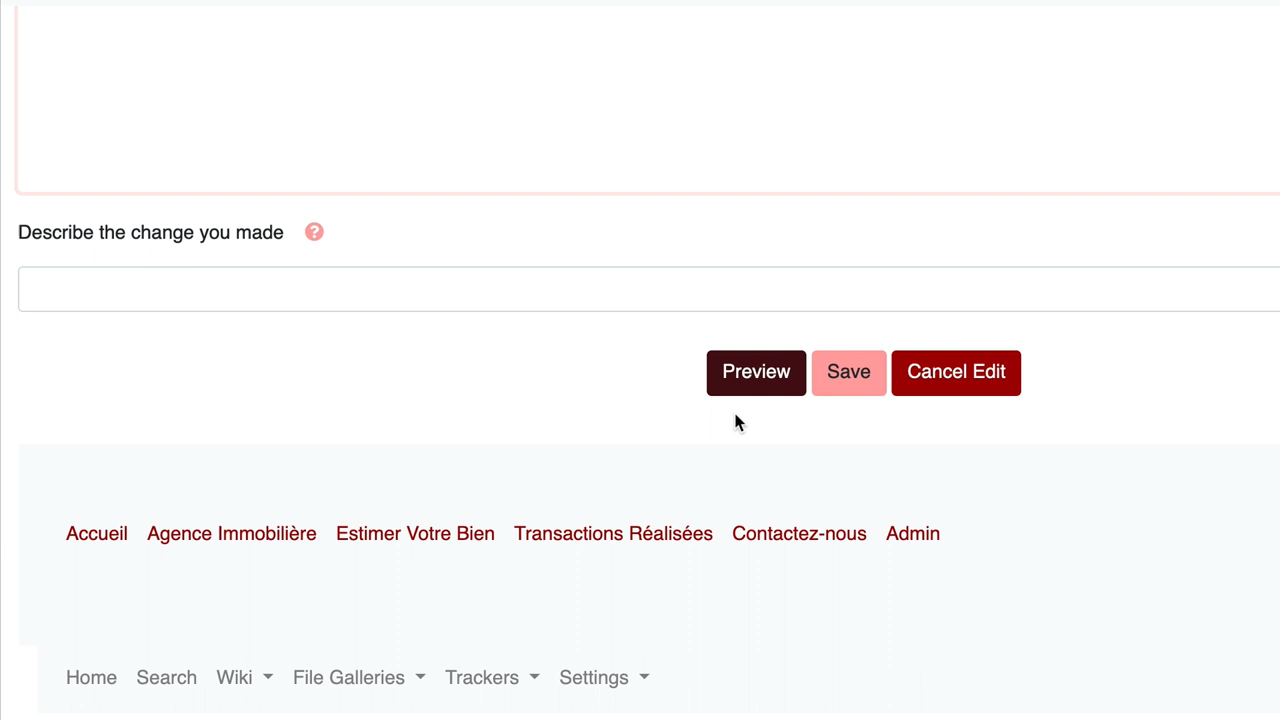 Describe the change you made ?
Preview Save Cancel Edit
Accueil Agence Immobilière Estimer Votre Bien Transactions Réalisées Contactez-nous Admin
Home Search Wiki File Galleries Trackers Settings